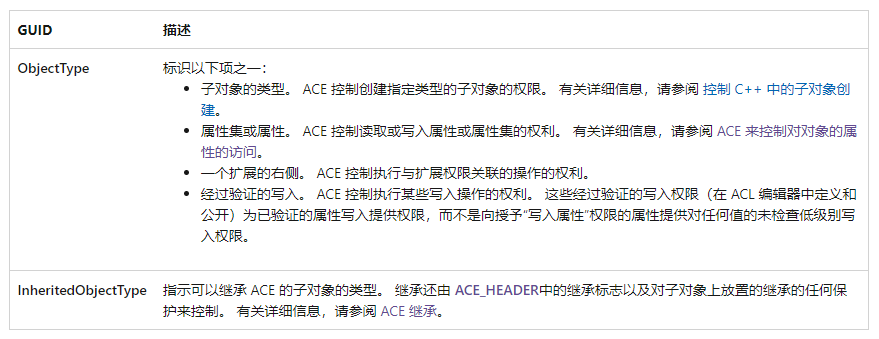 GUID 描述
ObjectType 标识以下项之一：
• 子对象的类型。 ACE 控制创建指定类型的子对象的权限。 有关详细信息，请参阅 控制 C++ 中的子对象创
建。
• 属性集或属性。 ACE 控制读取或写入属性或属性集的权利。 有关详细信息，请参阅 ACE 来控制对对象的属
性的访问。
• 一个扩展的右侧。 ACE 控制执行与扩展权限关联的操作的权利。
• 经过验证的写入。 ACE 控制执行某些写入操作的权利。 这些经过验证的写入权限（在 ACL 编辑器中定义和
公开）为已验证的属性写入提供权限，而不是向授予“写入属性”权限的属性提供对任何值的未检查低级别写
入权限。
InheritedObjectType 指示可以继承 ACE 的子对象的类型。 继承还由 ACE_HEADER中的继承标志以及对子对象上放置的继承的任何保
护来控制。 有关详细信息，请参阅 ACE 继承。